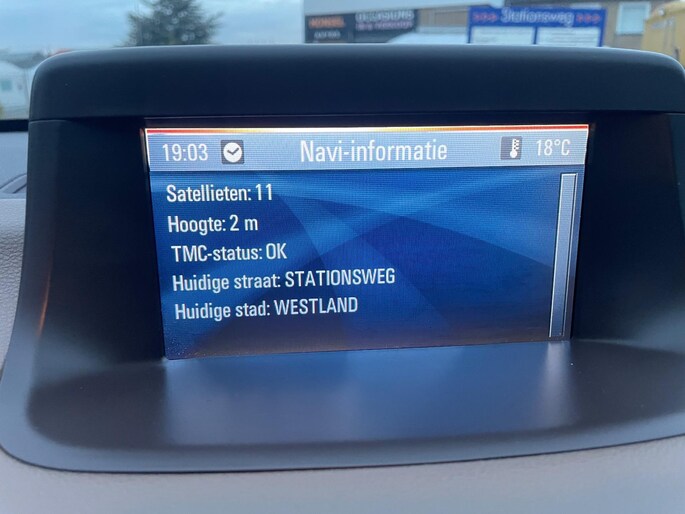 OCCASIONS
Stationsweg
19:03 Navi-informatie 18°C
Satellieten: 11
Hoogte: 2 m
TMC-status: OK
Huidige straat: STATIONSWEG
Huidige stad: WESTLAND